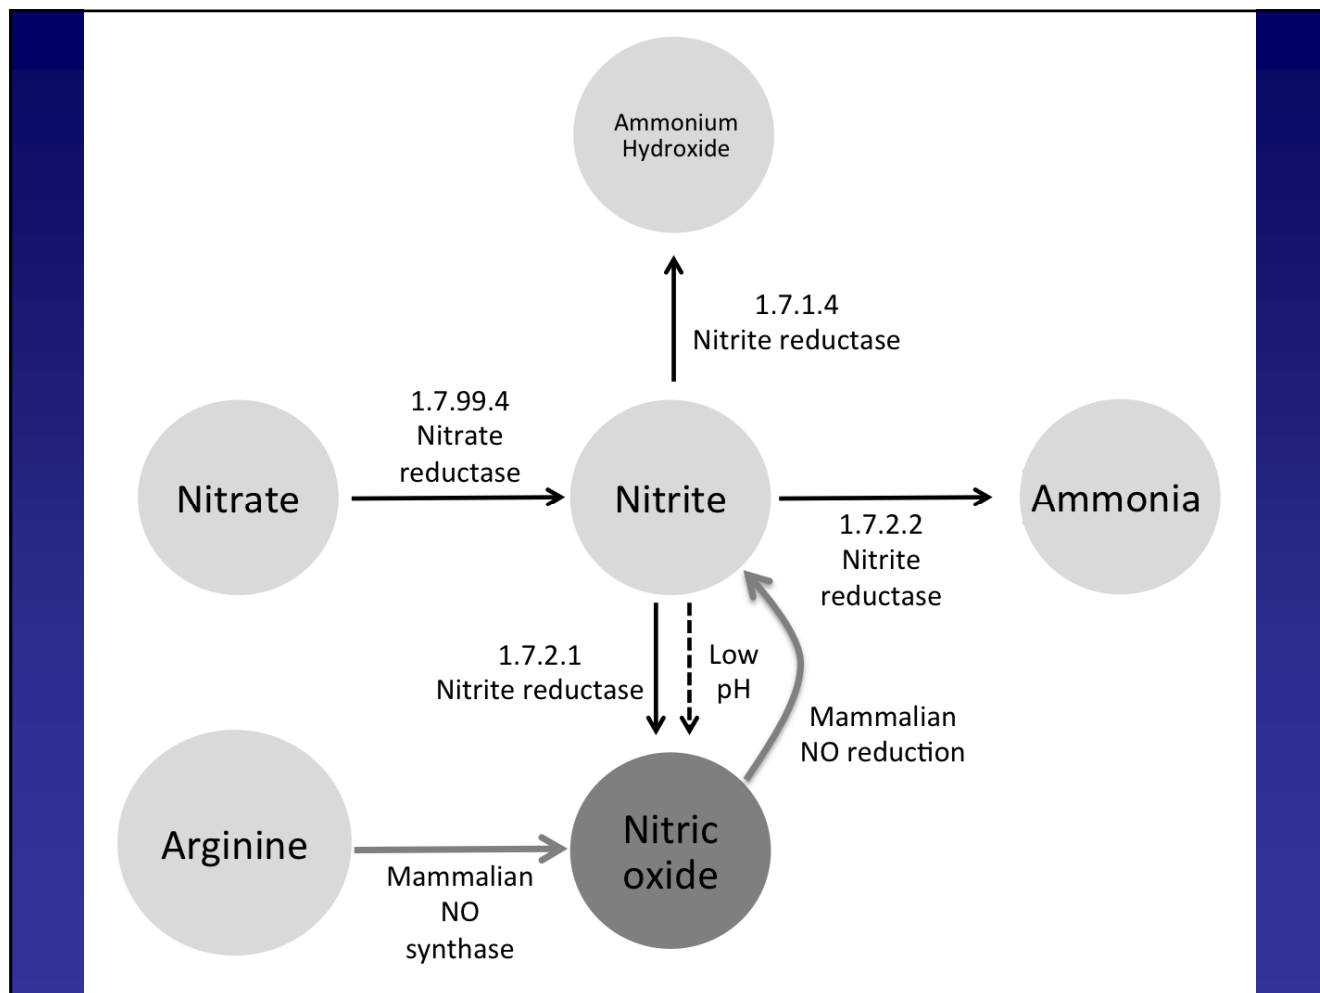 Ammonium
Hydroxide
1.7.1.4
Nitrite reductase
1.7.99.4
Nitrate
reductase
Nitrate
Nitrite
Ammonia
1.7.2.2
Nitrite
reductase
1.7.2.1
Nitrite reductase
Low
pH
Mammalian
NO reduction
Arginine
Mammalian
NO
synthase
Nitric
oxide